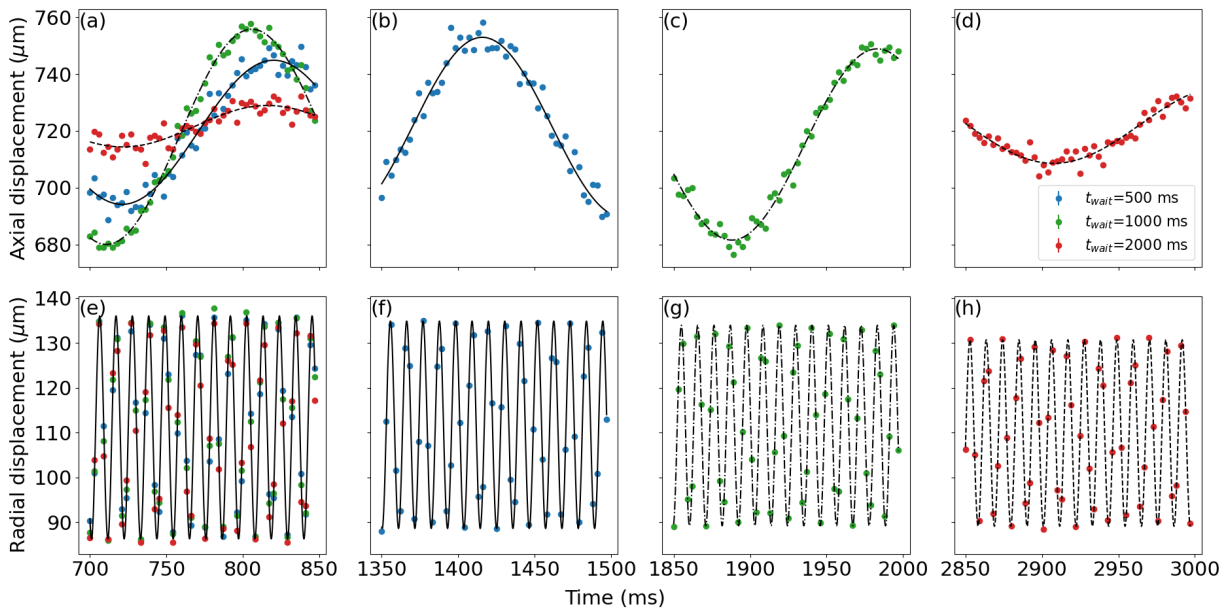 Axial displacement (μm)
760
740
720
700
680
(a)
(b)
(c)
(d)
t_wait=500 ms
t_wait=1000 ms
t_wait=2000 ms
Radial displacement (μm)
140
130
120
110
100
90
(e)
(f)
(g)
(h)
700 750 800 850
1350 1400 1450 1500
1850 1900 1950 2000
2850 2900 2950 3000
Time (ms)